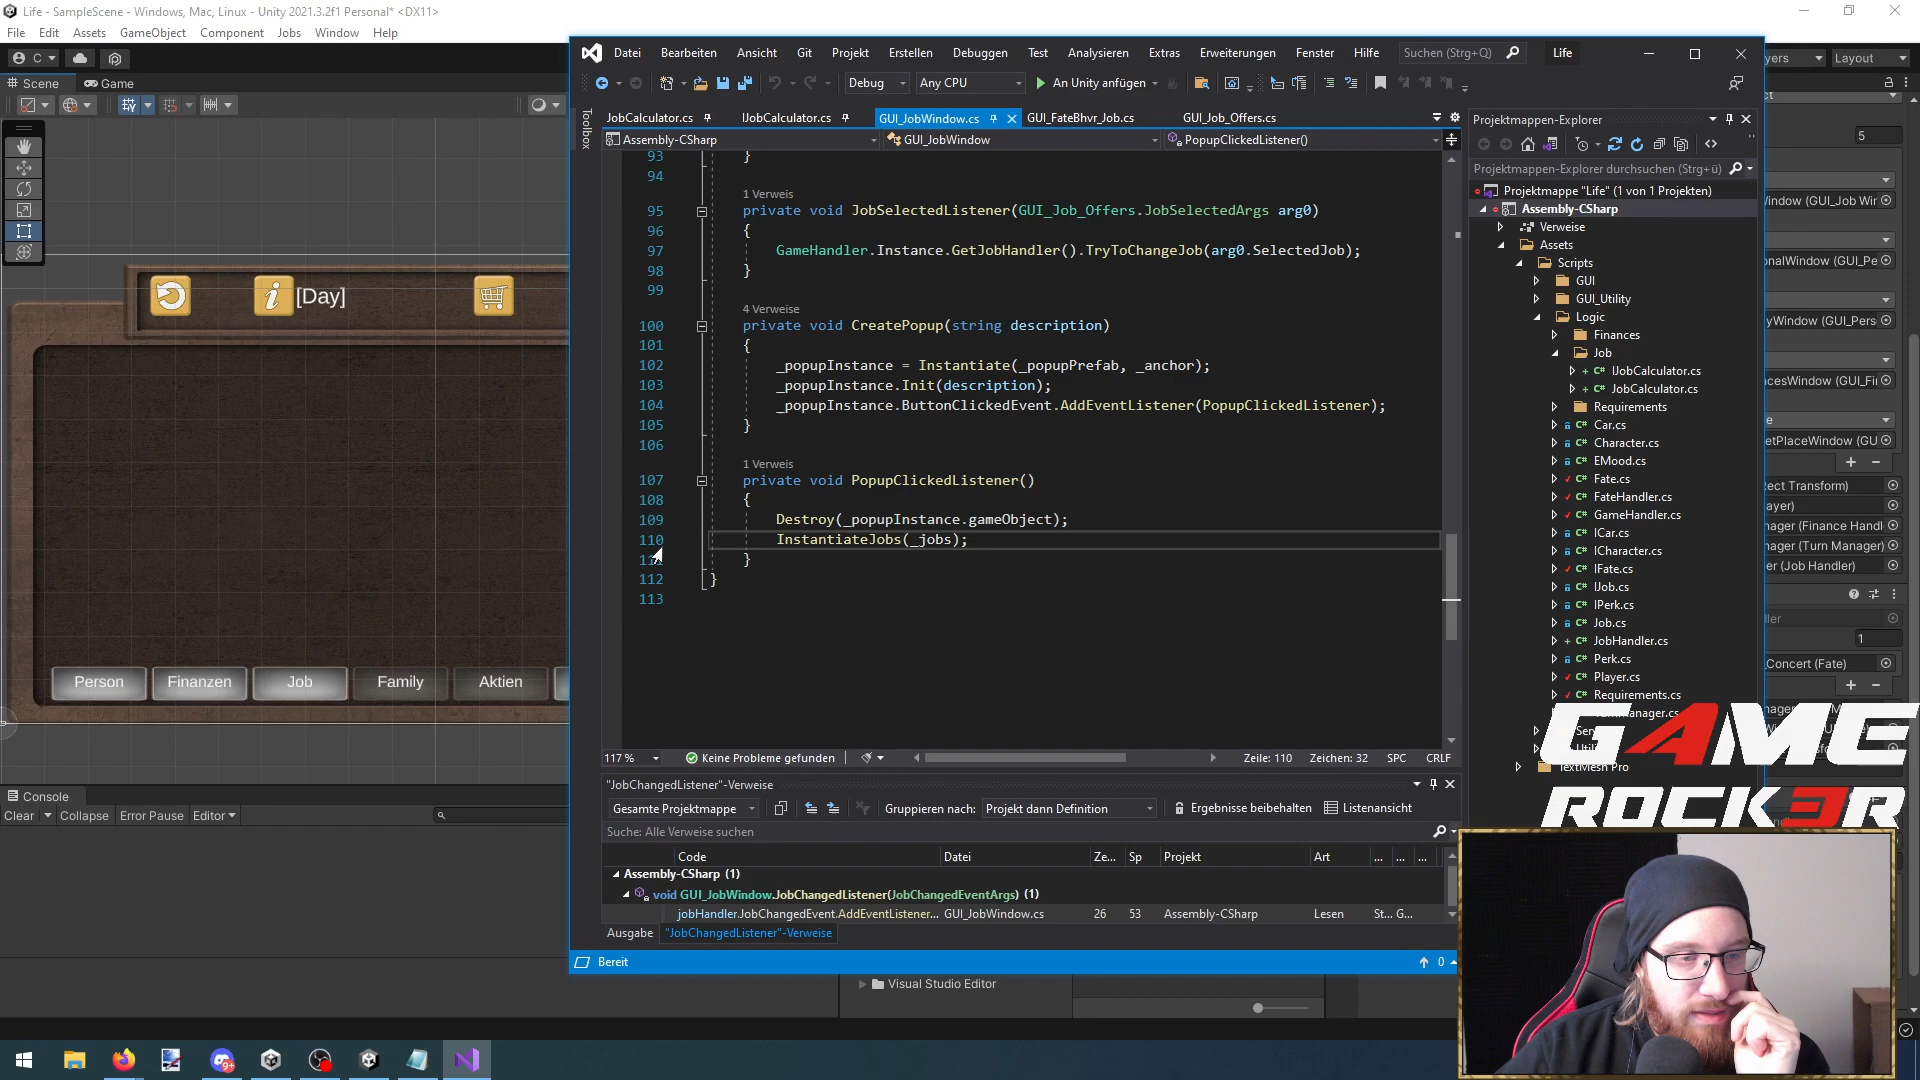 Life - SampleScene - Windows, Mac, Linux - Unity 2021.3.2f1 Personal* <DX11>
File Edit Assets GameObject Component Jobs Window Help
C
Layout
Scene Game
[Day]
Person Finanzen Job Family Aktien
Console
Clear Collapse Error Pause Editor
Datei Bearbeiten Ansicht Git Projekt Erstellen Debuggen Test Analysieren Extras Erweiterungen Fenster Hilfe Suchen (Strg+Q) Life
Debug Any CPU An Unity anfügen
Toolbox
JobCalculator.cs IJobCalculator.cs GUI_JobWindow.cs GUI_FateBhvr_Job.cs GUI_Job_Offers.cs
Assembly-CSharp GUI_JobWindow PopupClickedListener()
93 }
94
1 Verweis
95 private void JobSelectedListener(GUI_Job_Offers.JobSelectedArgs arg0)
96 {
97 GameHandler.Instance.GetJobHandler().TryToChangeJob(arg0.SelectedJob);
98 }
99
4 Verweise
100 private void CreatePopup(string description)
101 {
102 _popupInstance = Instantiate(_popupPrefab, _anchor);
103 _popupInstance.Init(description);
104 _popupInstance.ButtonClickedEvent.AddEventListener(PopupClickedListener);
105 }
106
1 Verweis
107 private void PopupClickedListener()
108 {
109 Destroy(_popupInstance.gameObject);
110 InstantiateJobs(_jobs);
}
112 }
113
117 % Keine Probleme gefunden Zeile: 110 Zeichen: 32 SPC CRLF
"JobChangedListener"-Verweise
Gesamte Projektmappe Gruppieren nach: Projekt dann Definition Ergebnisse beibehalten Listenansicht
Suche: Alle Verweise suchen
Code Datei Ze... Sp Projekt Art ... ... ...
Assembly-CSharp (1)
void GUI_JobWindow.JobChangedListener(JobChangedEventArgs) (1)
jobHandler.JobChangedEvent.AddEventListener... GUI_JobWindow.cs 26 53 Assembly-CSharp Lesen St... G...
Ausgabe "JobChangedListener"-Verweise
Bereit 0
Visual Studio Editor
Projektmappen-Explorer
Projektmappen-Explorer durchsuchen (Strg+ü)
Projektmappe "Life" (1 von 1 Projekten)
Assembly-CSharp
Verweise
Assets
Scripts
GUI
GUI_Utility
Logic
Finances
Job
IJobCalculator.cs
JobCalculator.cs
Requirements
Car.cs
Character.cs
EMood.cs
Fate.cs
FateHandler.cs
GameHandler.cs
ICar.cs
ICharacter.cs
IFate.cs
IJob.cs
IPerk.cs
Job.cs
JobHandler.cs
Perk.cs
Player.cs
Requirements.cs
TextMesh Pro
5
1
GAME
ROCK3R
9+